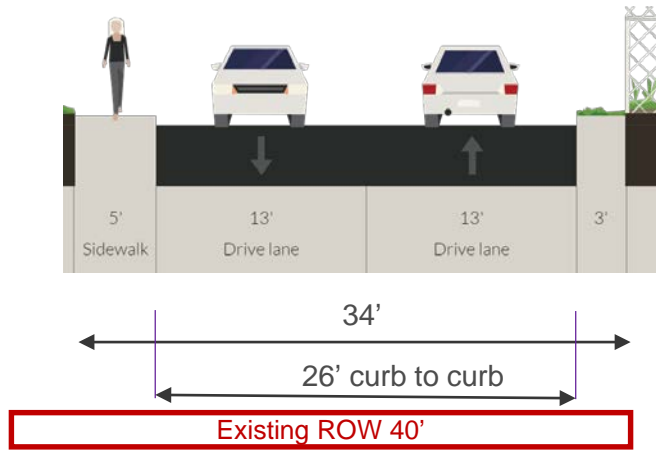 5' 13' 13' 3'
Sidewalk Drive lane Drive lane
34’
26’ curb to curb
Existing ROW 40’